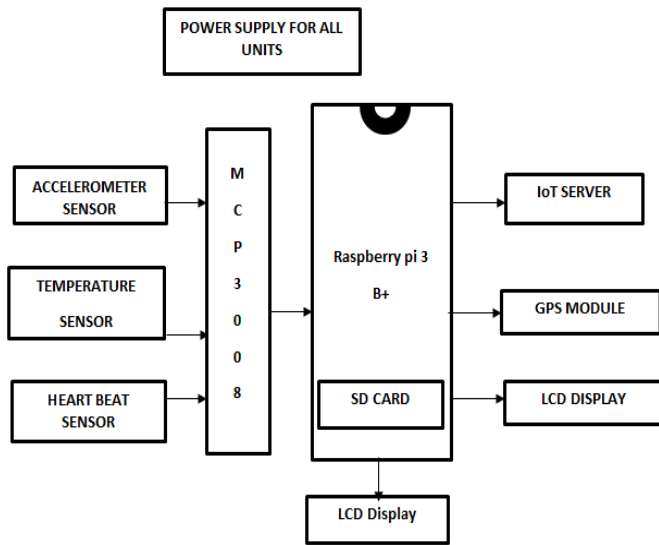 POWER SUPPLY FOR ALL
UNITS
ACCELEROMETER
SENSOR
TEMPERATURE
SENSOR
HEART BEAT
SENSOR
M
C
P
3
0
0
8
Raspberry pi 3
B+
SD CARD
IoT SERVER
GPS MODULE
LCD DISPLAY
LCD Display